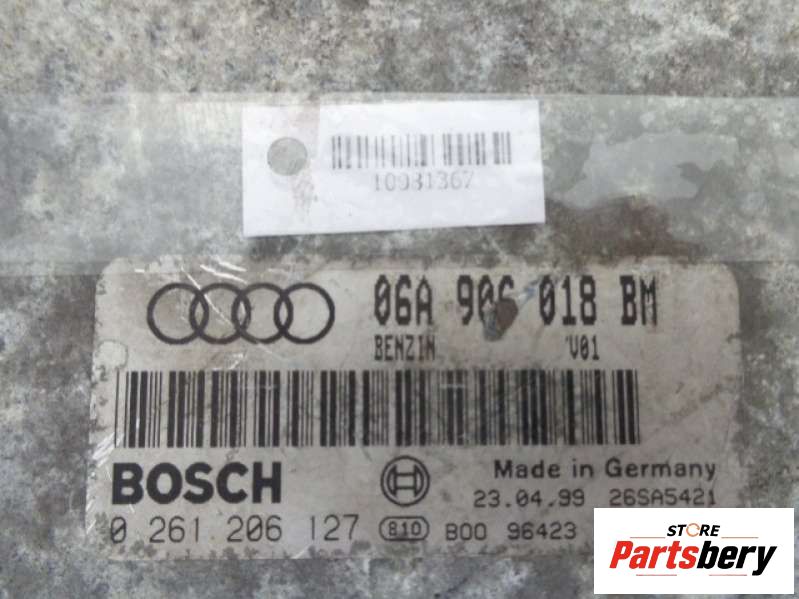 10031367
06A 906 018 BM
BENZIN V01
BOSCH
Made in Germany
23.04.99 26SA5421
0 261 206 127 810 B00 96423
STORE
Partsbery